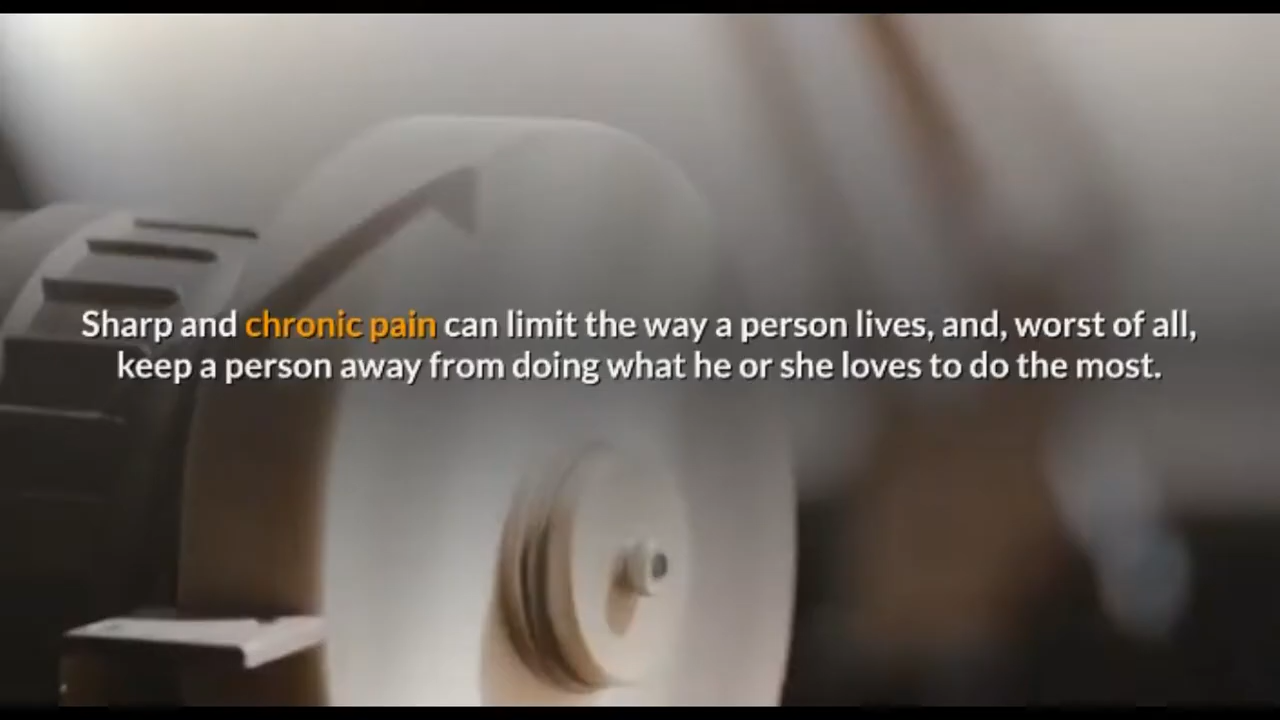 Sharp and chronic pain can limit the way a person lives, and, worst of all,
keep a person away from doing what he or she loves to do the most.